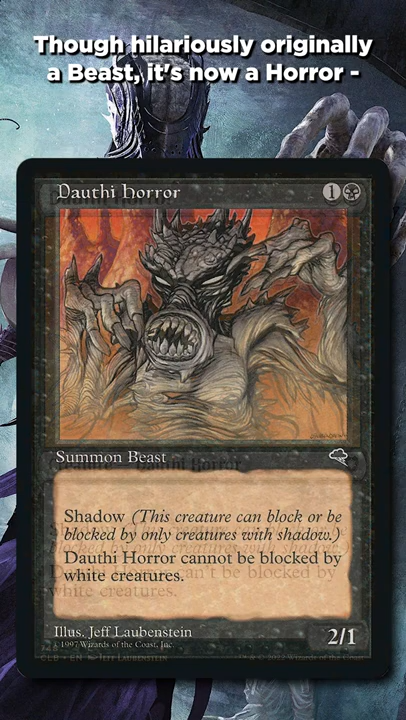 Though hilariously originally
a Beast, it's now a Horror -
Dauthi Horror
1
Summon Beast
Shadow (This creature can block or be
blocked by only creatures with shadow.)
Dauthi Horror cannot be blocked by
white creatures.
Illus. Jeff Laubenstein
©1997 Wizards of the Coast, Inc.
2/1